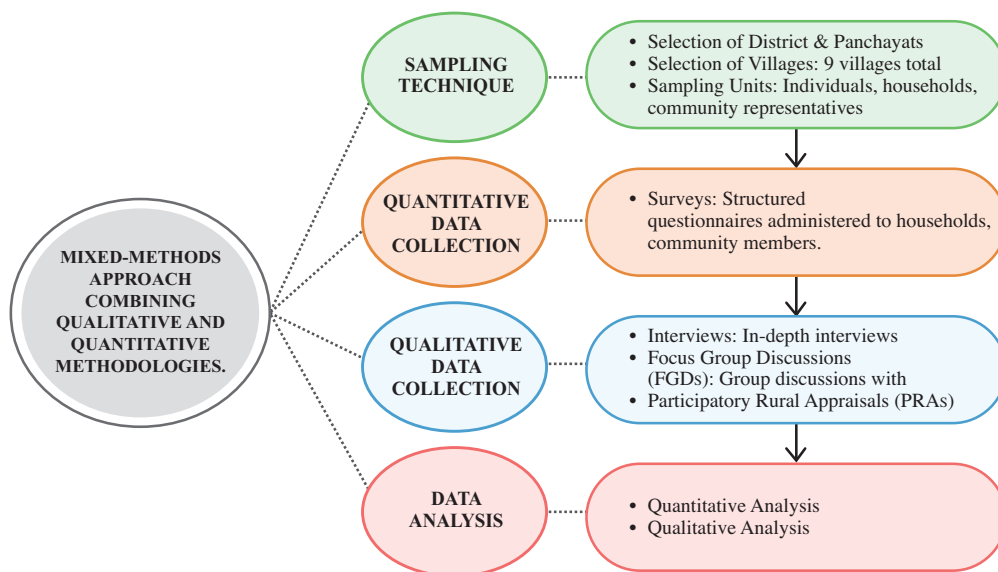 MIXED-METHODS
APPROACH
COMBINING
QUALITATIVE AND
QUANTITATIVE
METHODOLOGIES.
SAMPLING
TECHNIQUE
• Selection of District & Panchayats
• Selection of Villages: 9 villages total
• Sampling Units: Individuals, households,
community representatives
QUANTITATIVE
DATA
COLLECTION
• Surveys: Structured
questionnaires administered to households,
community members.
QUALITATIVE
DATA
COLLECTION
• Interviews: In-depth interviews
• Focus Group Discussions
(FGDs): Group discussions with
• Participatory Rural Appraisals (PRAs)
DATA
ANALYSIS
• Quantitative Analysis
• Qualitative Analysis